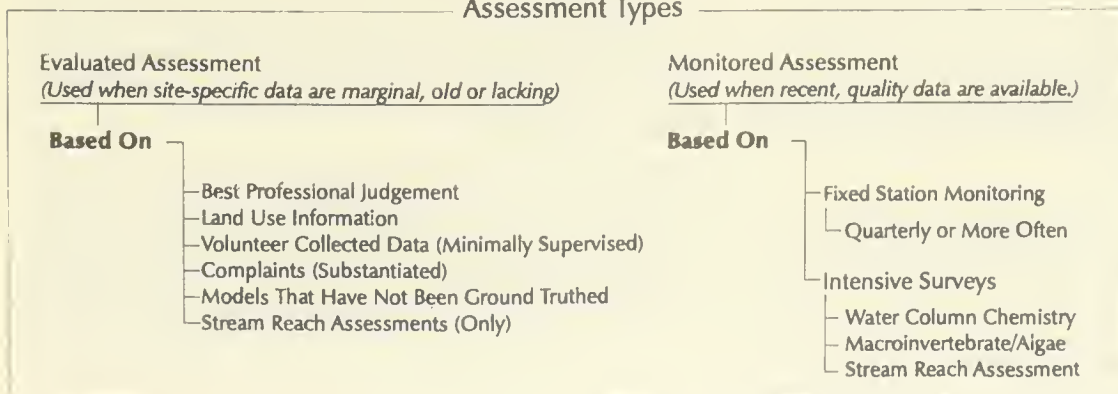 Assessment Types
Evaluated Assessment
(Used when site-specific data are marginal, old or lacking)
Based On
Best Professional Judgement
Land Use Information
Volunteer Collected Data (Minimally Supervised)
Complaints (Substantiated)
Models That Have Not Been Ground Truthed
Stream Reach Assessments (Only)
Monitored Assessment
(Used when recent, quality data are available.)
Based On
Fixed Station Monitoring
Quarterly or More Often
Intensive Surveys
Water Column Chemistry
Macroinvertebrate/Algae
Stream Reach Assessment